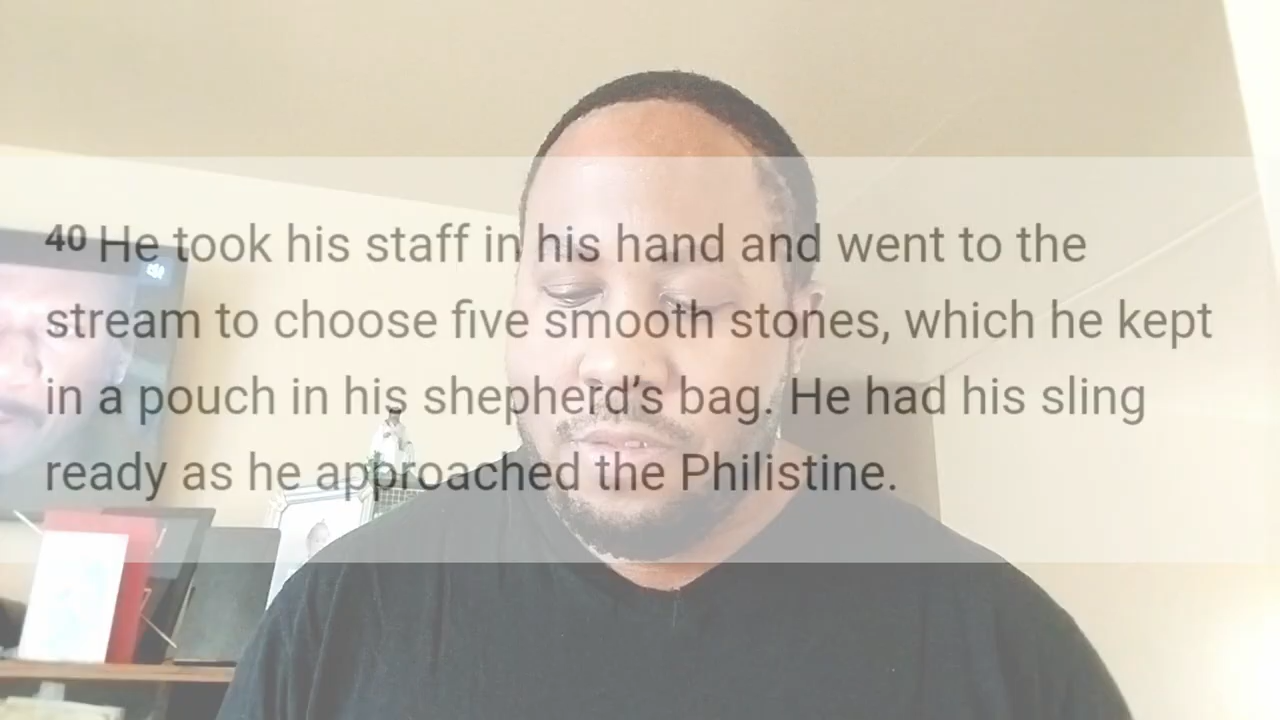 40 He took his staff in his hand and went to the
stream to choose five smooth stones, which he kept
in a pouch in his shepherd’s bag. He had his sling
ready as he approached the Philistine.